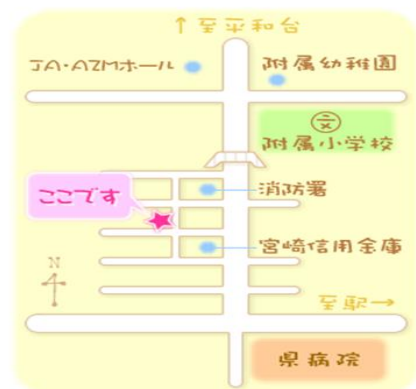 ↑至平和台
JA・AZMホール
附属幼稚園
文
附属小学校
消防署
ここです
宮崎信用金庫
N
至駅→
県病院